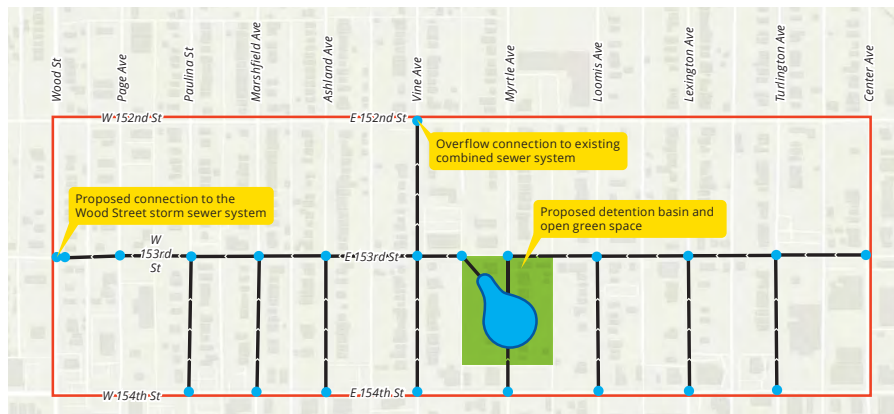 Wood St
Page Ave
Paulina St
Marshfield Ave
Ashland Ave
Vine Ave
Myrtle Ave
Loomis Ave
Lexington Ave
Turlington Ave
Center Ave
W 152nd St
E 152nd St
Overflow connection to existing
combined sewer system
Proposed connection to the
Wood Street storm sewer system
Proposed detention basin and
open green space
W
153rd
St
E 153rd St
W 154th St
E 154th St